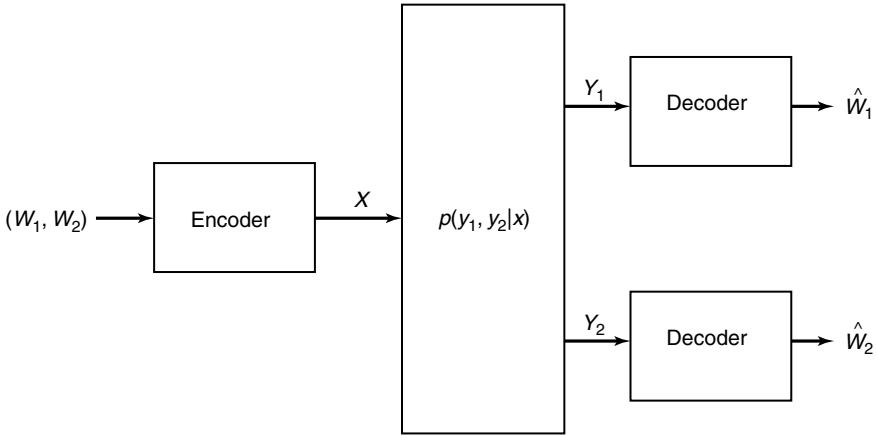 Y₁
Decoder
Ŵ₁
(W₁, W₂)
Encoder
X
p(y₁, y₂|x)
Y₂
Decoder
Ŵ₂